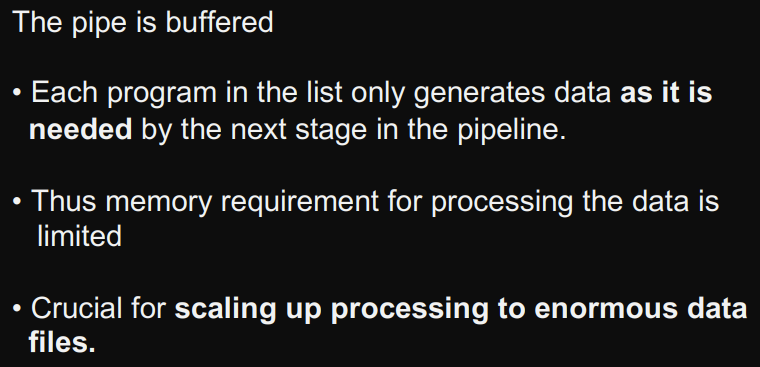 The pipe is buffered
• Each program in the list only generates data as it is
needed by the next stage in the pipeline.
• Thus memory requirement for processing the data is
limited
• Crucial for scaling up processing to enormous data
files.